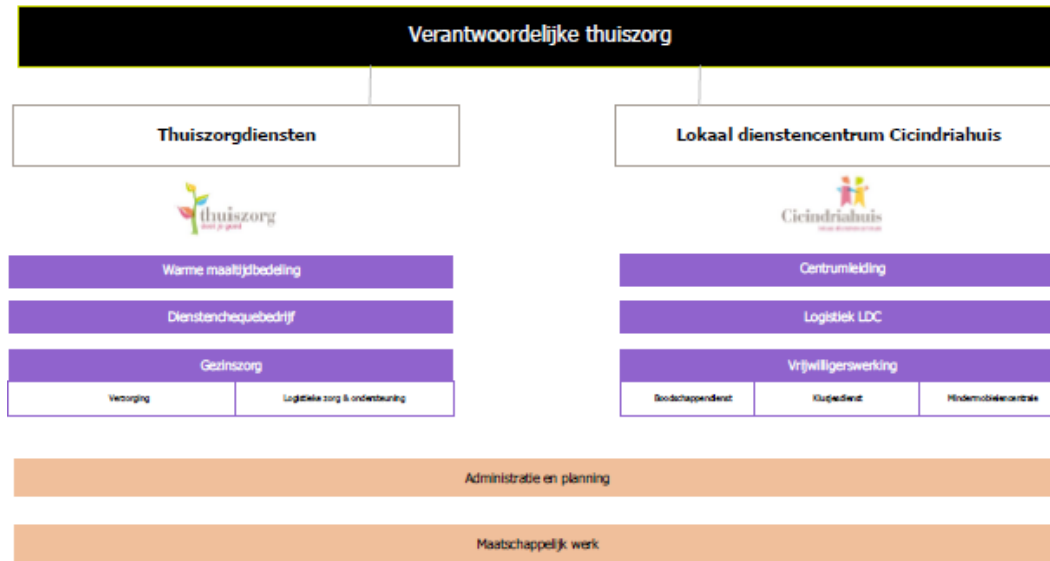 Verantwoordelijke thuiszorg
Thuiszorgdiensten
Lokaal dienstencentrum Cicindriahuis
thuiszorg
Cicindriahuis
Warme maaltijdbedeling
Centrumleiding
Dienstenchequebedrijf
Logistiek LDC
Gezinszorg
Vrijwilligerswerking
Verzorging
Logistieke zorg & ondersteuning
Boodschappendienst
Klusjesdienst
Mindermobielencentrale
Administratie en planning
Maatschappelijk werk